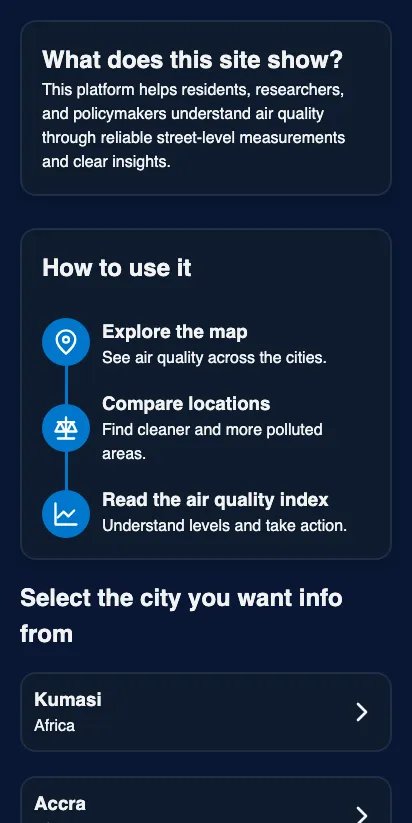 What does this site show?
This platform helps residents, researchers,
and policymakers understand air quality
through reliable street-level measurements
and clear insights.
How to use it
Explore the map
See air quality across the cities.
Compare locations
Find cleaner and more polluted
areas.
Read the air quality index
Understand levels and take action.
Select the city you want info
from
Kumasi
Africa
Accra